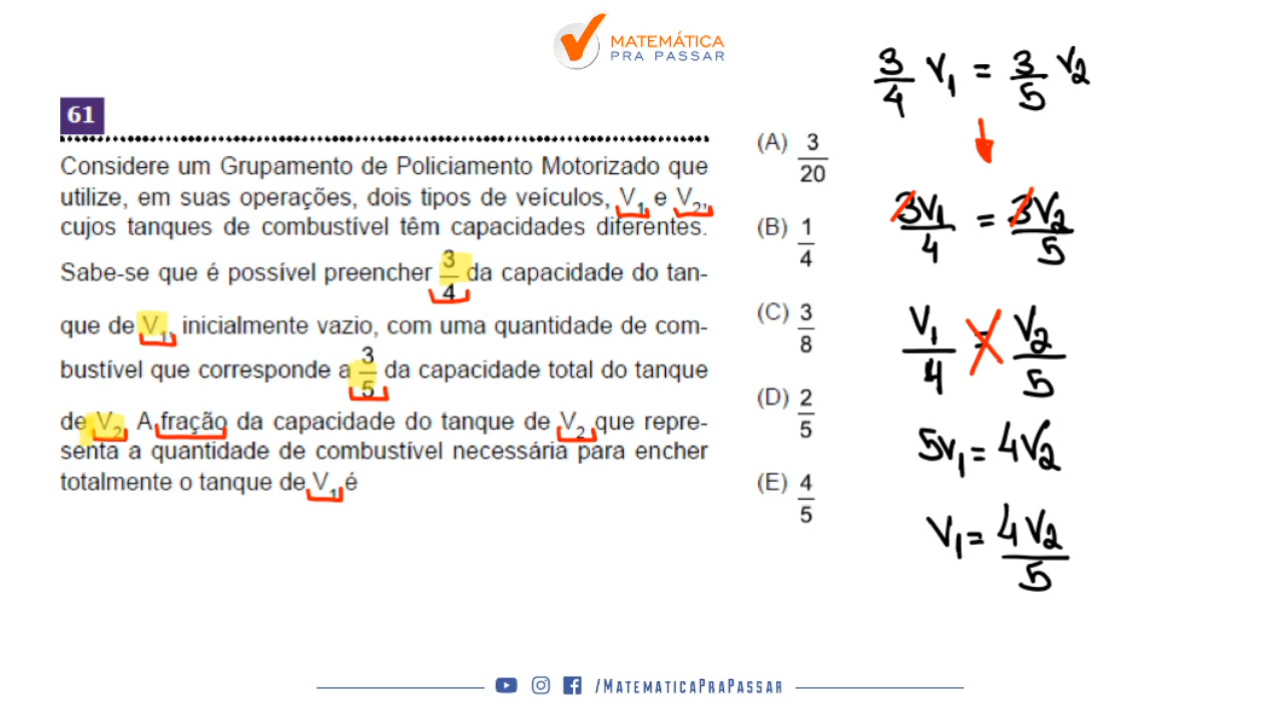 MATEMÁTICA
PRA PASSAR
61
Considere um Grupamento de Policiamento Motorizado que
utilize, em suas operações, dois tipos de veículos, V₁ e V₂,
cujos tanques de combustível têm capacidades diferentes.
Sabe-se que é possível preencher 3/4 da capacidade do tan-
que de V₁, inicialmente vazio, com uma quantidade de com-
bustível que corresponde a 3/5 da capacidade total do tanque
de V₂. A fração da capacidade do tanque de V₂ que repre-
senta a quantidade de combustível necessária para encher
totalmente o tanque de V₁ é
(A) 3/20
(B) 1/4
(C) 3/8
(D) 2/5
(E) 4/5
3/4 V₁ = 3/5 V₂
3V₁/4 = 3V₂/5
V₁/4 = V₂/5
5V₁ = 4V₂
V₁ = 4V₂/5
/MATEMATICAPRAPASSAR